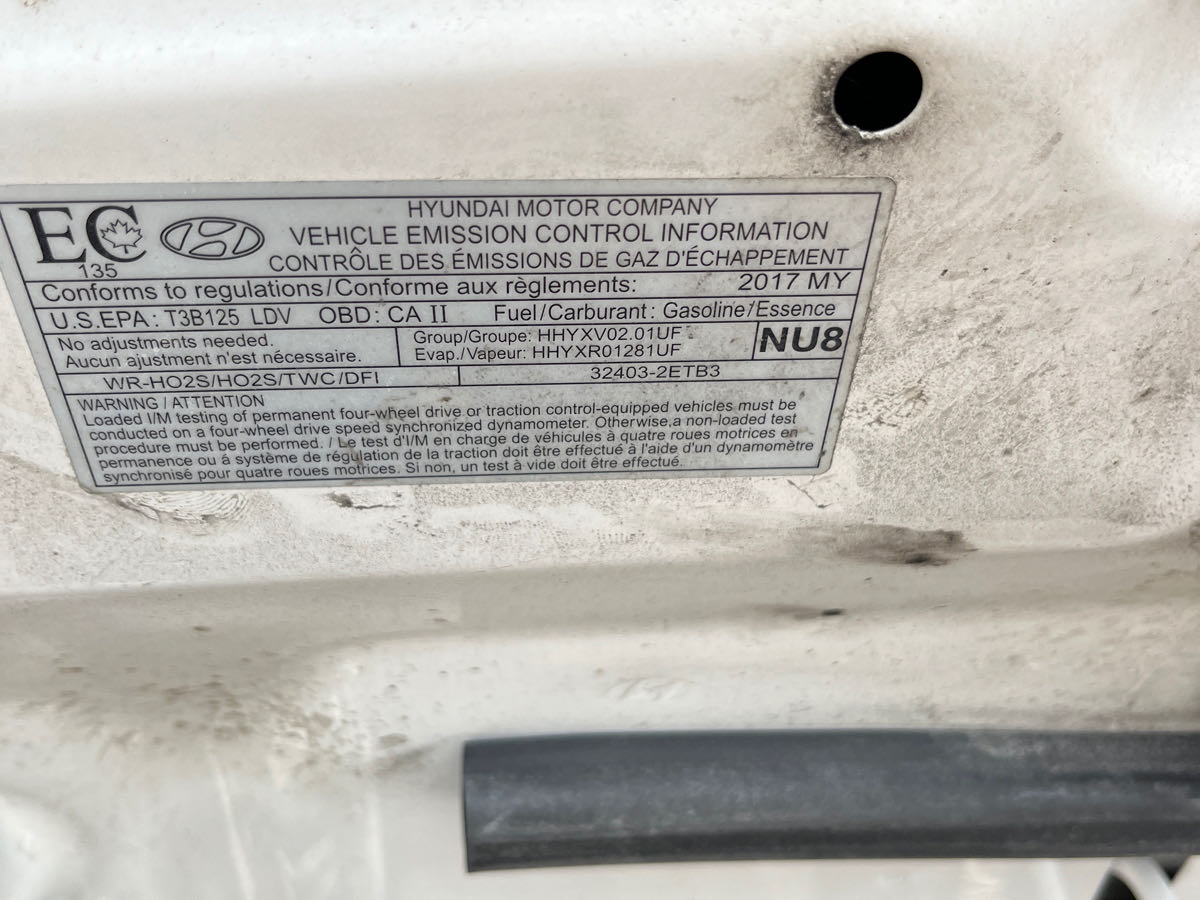 EC
135
HYUNDAI MOTOR COMPANY
VEHICLE EMISSION CONTROL INFORMATION
CONTRÔLE DES ÉMISSIONS DE GAZ D'ÉCHAPPEMENT
Conforms to regulations/Conforme aux règlements: 2017 MY
U.S.EPA: T3B125 LDV OBD: CA II Fuel/Carburant: Gasoline/Essence
No adjustments needed.
Aucun ajustment n'est nécessaire.
Group/Groupe: HHYXV02.01UF
Evap./Vapeur: HHYXR01281UF
NU8
W/R-HO2S/HO2S/TWC/DFI
32403-2ETB3
WARNING / ATTENTION
Loaded I/M testing of permanent four-wheel drive or traction control-equipped vehicles must be
conducted on a four-wheel drive speed synchronized dynamometer. Otherwise,a non-loaded test
procedure must be performed. / Le test d'I/M en charge de véhicules à quatre roues motrices en
permanence ou á système de régulation de la traction doit être effectué à l'aide d'un dynamomètre
synchronisé pour quatre roues motrices. Si non, un test à vide doit être effectué.